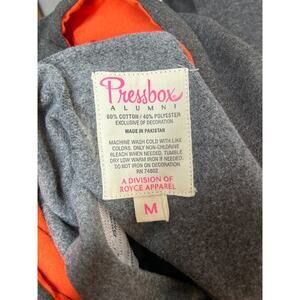 Pressbox
ALUMNI
60% COTTON / 40% POLYESTER
EXCLUSIVE OF DECORATION
MADE IN PAKISTAN
MACHINE WASH COLD WITH LIKE
COLORS. ONLY NON-CHLORINE
BLEACH WHEN NEEDED. TUMBLE
DRY LOW WARM IRON IF NEEDED.
DO NOT IRON ON DECORATION.
RN 74802
A DIVISION OF
ROYCE APPAREL
M